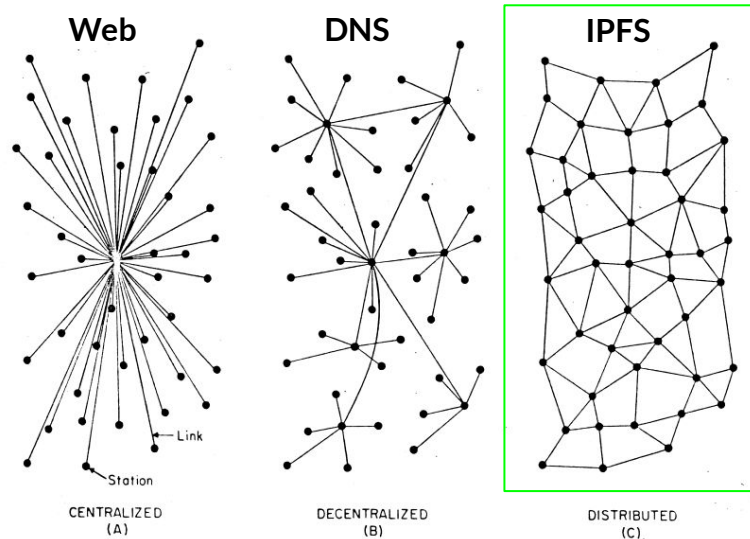 Web
DNS
IPFS
Link
Station
CENTRALIZED
(A)
DECENTRALIZED
(B)
DISTRIBUTED
(C)